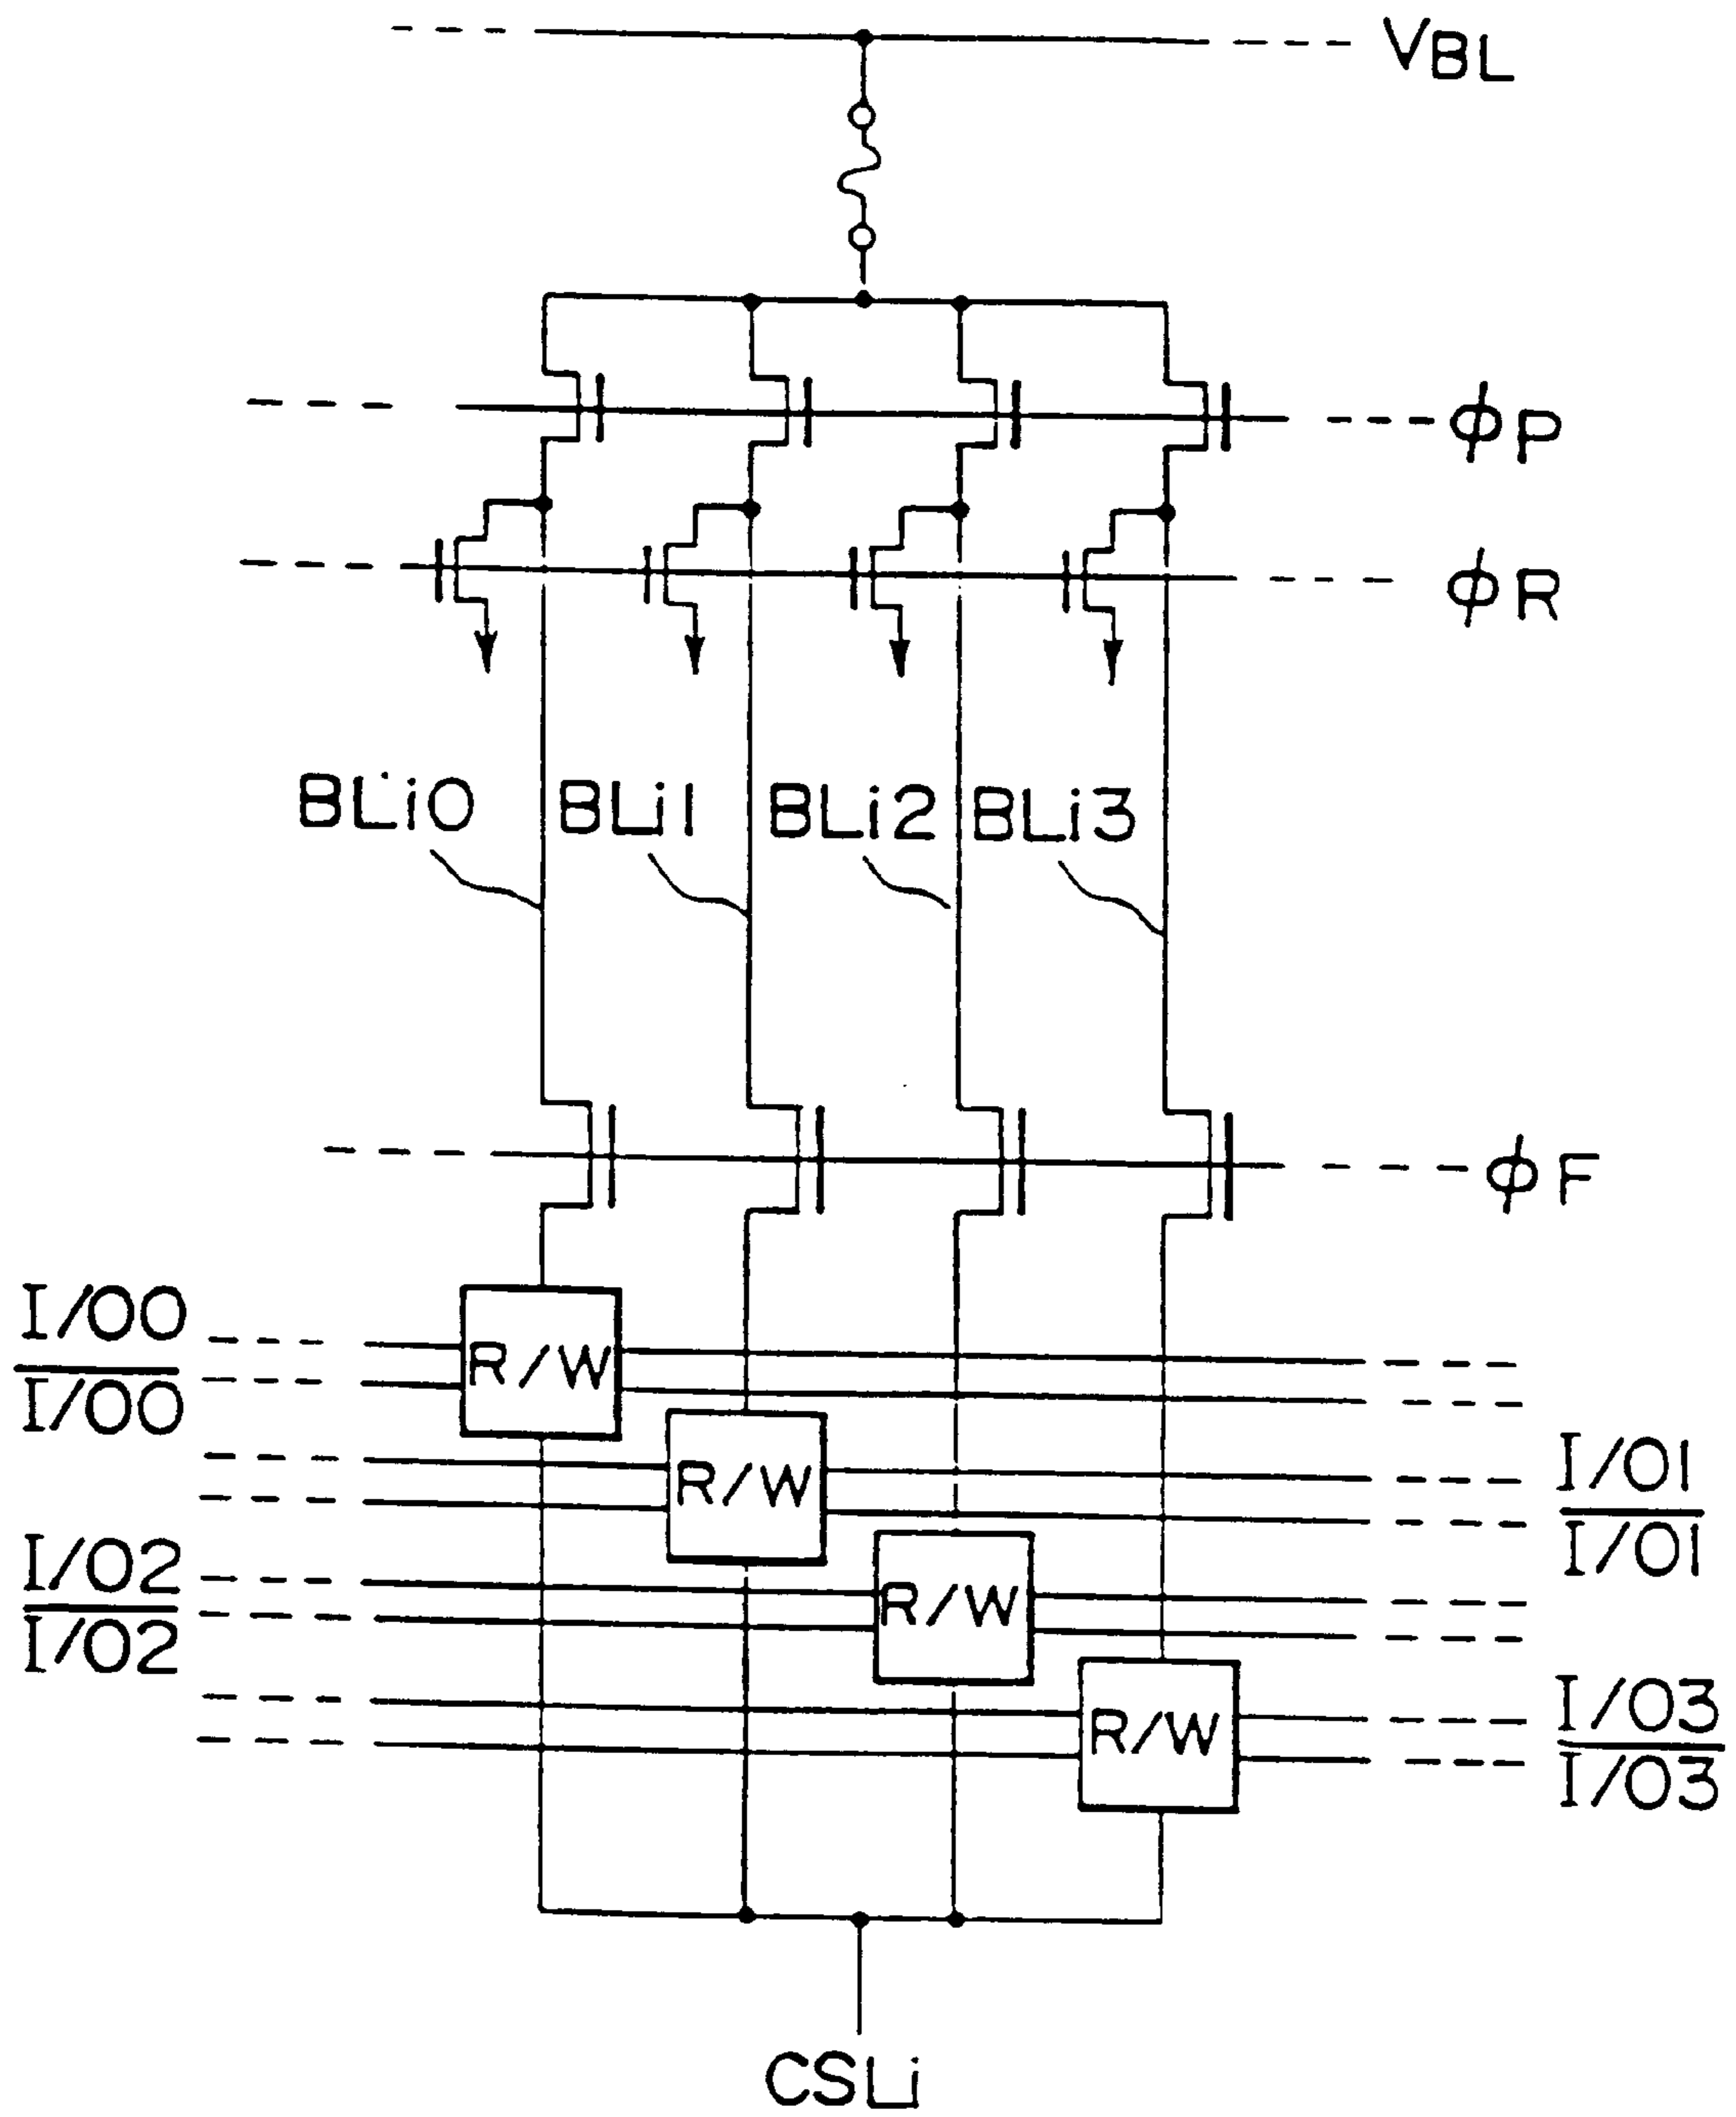 VBL
ϕP
ϕR
BLi0 BLi1 BLi2 BLi3
ϕF
I/O0
I/O0
R/W
R/W
I/O1
I/O1
I/O2
I/O2
R/W
R/W
I/O3
I/O3
CSLi